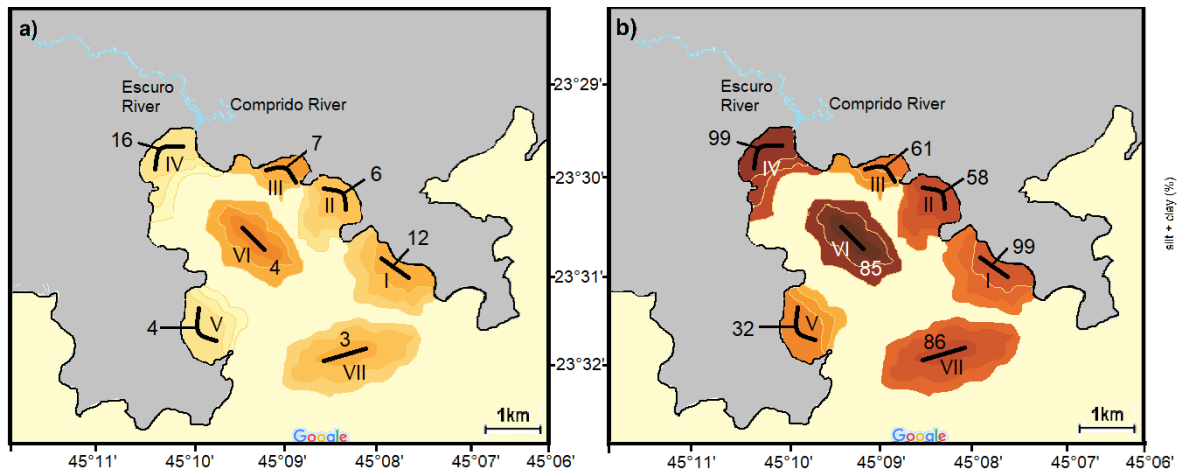 a)
Escuro
River
Comprido River
16
IV
7
III
6
II
12
I
VI
4
4
V
3
VII
1km
Google
45°11'
45°10'
45°09'
45°08'
45°07'
23°29'
23°30'
23°31'
23°32'
b)
Escuro
River
Comprido River
99
IV
61
III
58
II
99
I
VI
85
32
V
86
VII
1km
Google
45°11'
45°10'
45°09'
45°08'
45°07'
45°06'
silt + clay (%)